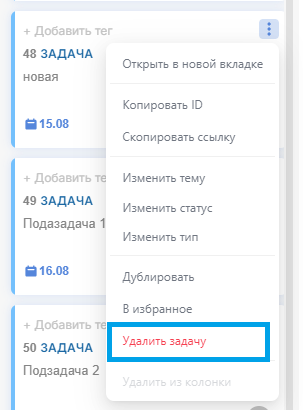 + Добавить тег
48 ЗАДАЧА
новая
15.08
Открыть в новой вкладке
Копировать ID
Скопировать ссылку
Изменить тему
Изменить статус
Изменить тип
Дублировать
В избранное
Удалить задачу
Удалить из колонки
+ Добавить те
49 ЗАДАЧА
Подзадача 1
16.08
+ Добавить те
50 ЗАДАЧА
Подзадача 2